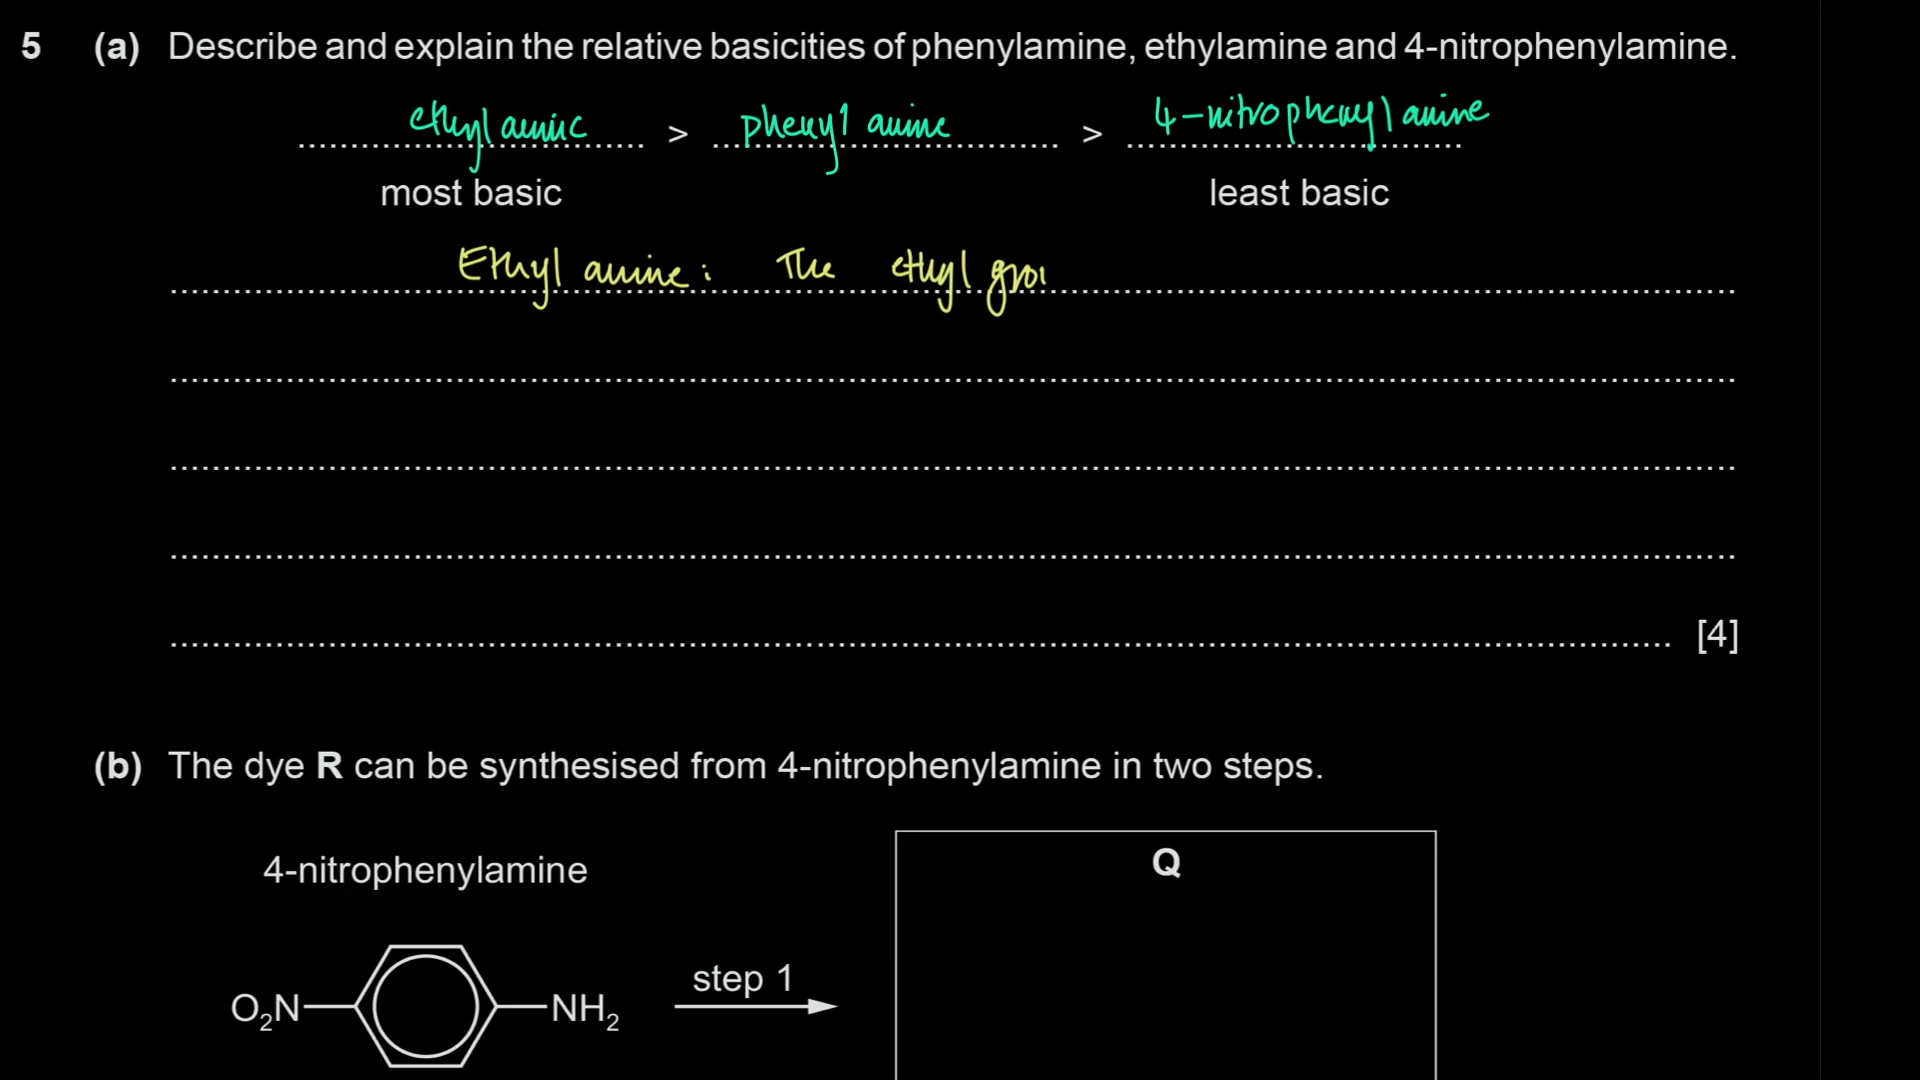 5 (a) Describe and explain the relative basicities of phenylamine, ethylamine and 4-nitrophenylamine.
ethyl amine > phenyl amine > 4-nitrophenyl amine
most basic least basic
Ethyl amine: The ethyl grou
[4]
(b) The dye R can be synthesised from 4-nitrophenylamine in two steps.
Q
4-nitrophenylamine
step 1
O₂N NH₂